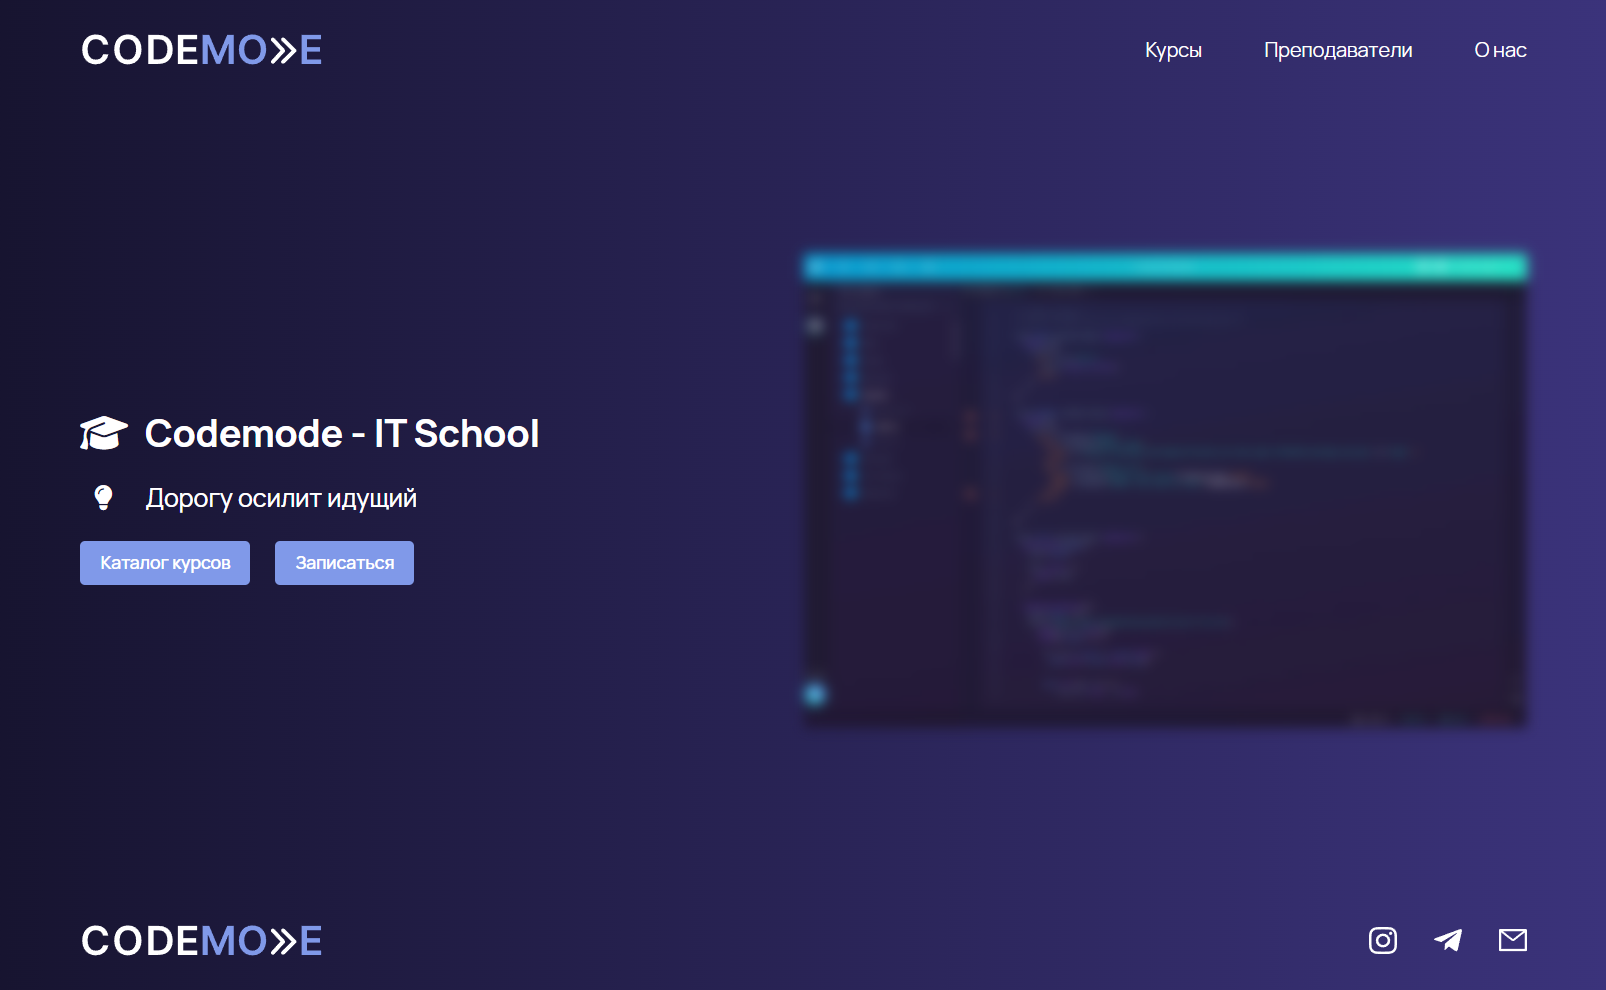 CODEMO»E
Курсы
Преподаватели
О нас
Codemode - IT School
Дорогу осилит идущий
Каталог курсов
Записаться
CODEMO»E